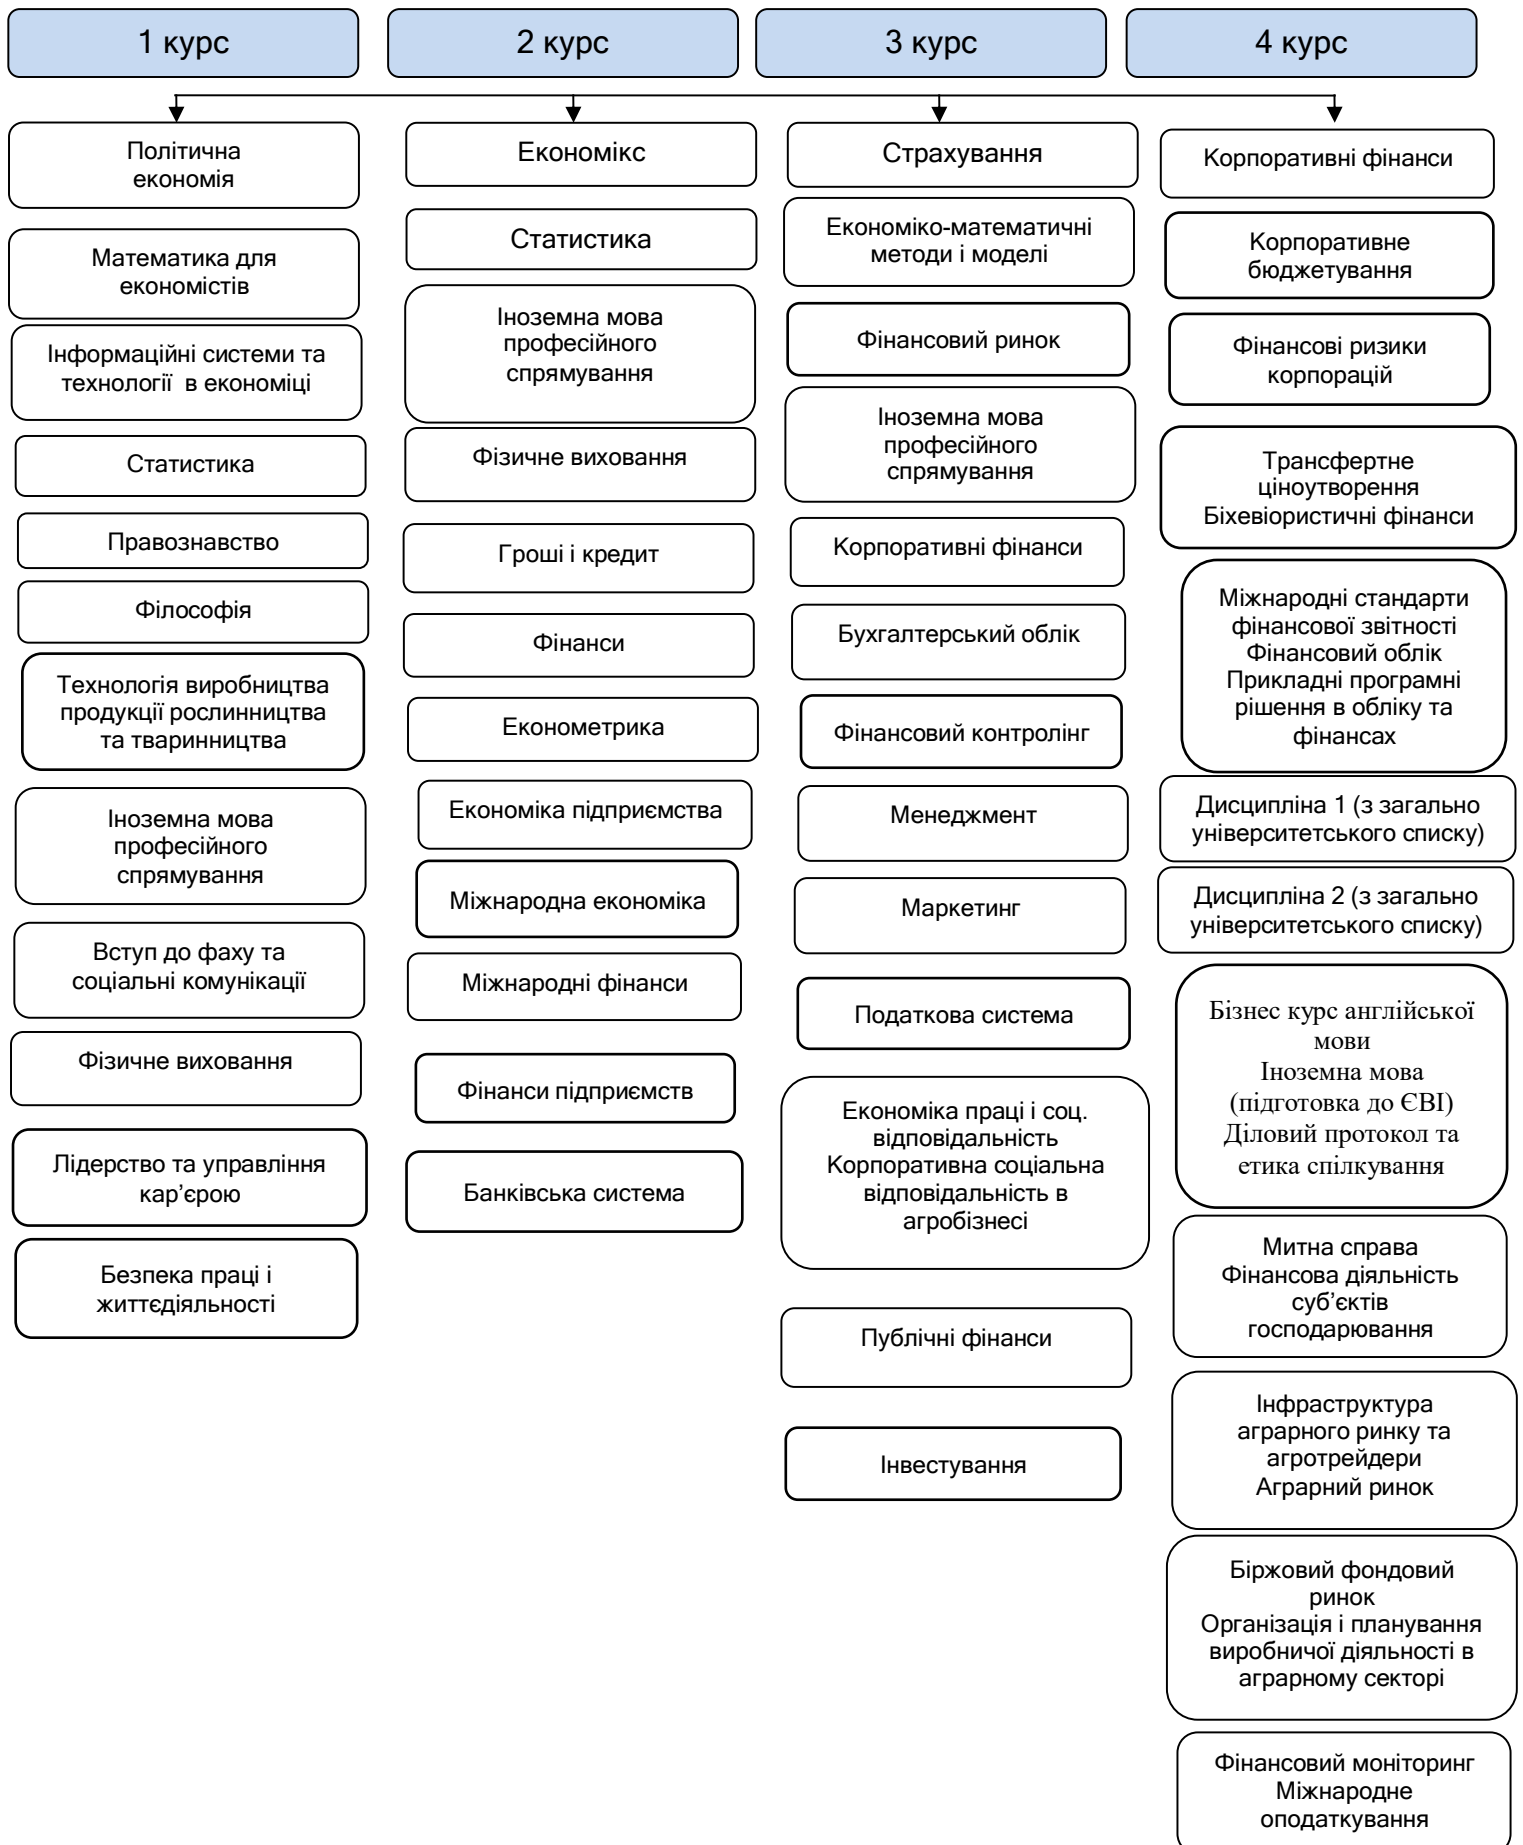 1 курс
2 курс
3 курс
4 курс
Політична
економія
Математика для
економістів
Інформаційні системи та
технології  в економіці
Статистика
Правознавство
Філософія
Технологія виробництва
продукції рослинництва
та тваринництва
Іноземна мова
професійного
спрямування
Вступ до фаху та
соціальні комунікації
Фізичне виховання
Лідерство та управління
кар’єрою
Безпека праці і
життєдіяльності
Економікс
Статистика
Іноземна мова
професійного
спрямування
Фізичне виховання
Гроші і кредит
Фінанси
Економетрика
Економіка підприємства
Міжнародна економіка
Міжнародні фінанси
Фінанси підприємств
Банківська система
Страхування
Економіко-математичні
методи і моделі
Фінансовий ринок
Іноземна мова
професійного
спрямування
Корпоративні фінанси
Бухгалтерський облік
Фінансовий контролінг
Менеджмент
Маркетинг
Податкова система
Економіка праці і соц.
відповідальність
Корпоративна соціальна
відповідальність в
агробізнесі
Публічні фінанси
Інвестування
Корпоративні фінанси
Корпоративне
бюджетування
Фінансові ризики
корпорацій
Трансфертне
ціноутворення
Біхевіористичні фінанси
Міжнародні стандарти
фінансової звітності
Фінансовий облік
Прикладні програмні
рішення в обліку та
фінансах
Дисципліна 1 (з загально
університетського списку)
Дисципліна 2 (з загально
університетського списку)
Бізнес курс англійської
мови
Іноземна мова
(підготовка до ЄВІ)
Діловий протокол та
етика спілкування
Митна справа
Фінансова діяльність
суб’єктів
господарювання
Інфраструктура
аграрного ринку та
агротрейдери
Аграрний ринок
Біржовий фондовий
ринок
Організація і планування
виробничої діяльності в
аграрному секторі
Фінансовий моніторинг
Міжнародне
оподаткування